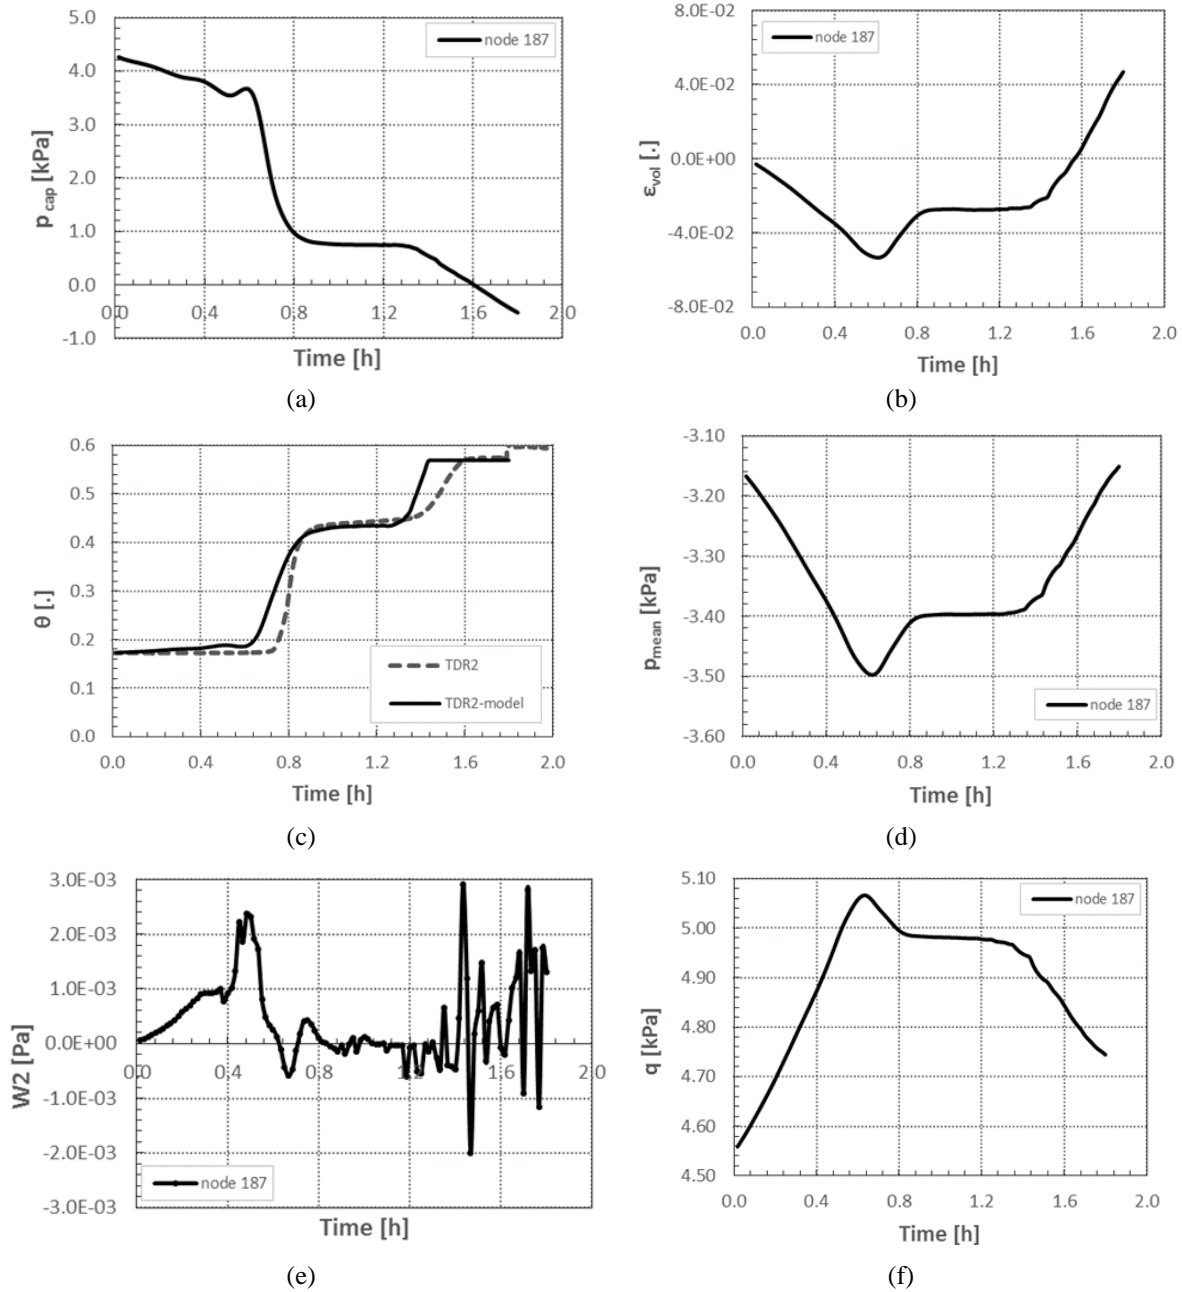 5.0
4.0
3.0
2.0
1.0
0.0
-1.0
p cap [kPa]
node 187
0.0 0.4 0.8 1.2 1.6 2.0
Time [h]
(a)
8.0E-02
4.0E-02
0.0E+00
-4.0E-02
-8.0E-02
εvol [.]
node 187
0.0 0.4 0.8 1.2 1.6 2.0
Time [h]
(b)
0.6
0.5
0.4
0.3
0.2
0.1
0.0
θ [.]
TDR2
TDR2-model
0.0 0.4 0.8 1.2 1.6 2.0
Time [h]
(c)
-3.10
-3.20
-3.30
-3.40
-3.50
-3.60
pmean [kPa]
node 187
0.0 0.4 0.8 1.2 1.6 2.0
Time [h]
(d)
3.0E-03
2.0E-03
1.0E-03
0.0E+00
-1.0E-03
-2.0E-03
-3.0E-03
W2 [Pa]
0.0 0.4 0.8 1.2 1.6 2.0
node 187
Time [h]
(e)
5.10
5.00
4.90
4.80
4.70
4.60
4.50
q [kPa]
node 187
0.0 0.4 0.8 1.2 1.6 2.0
Time [h]
(f)